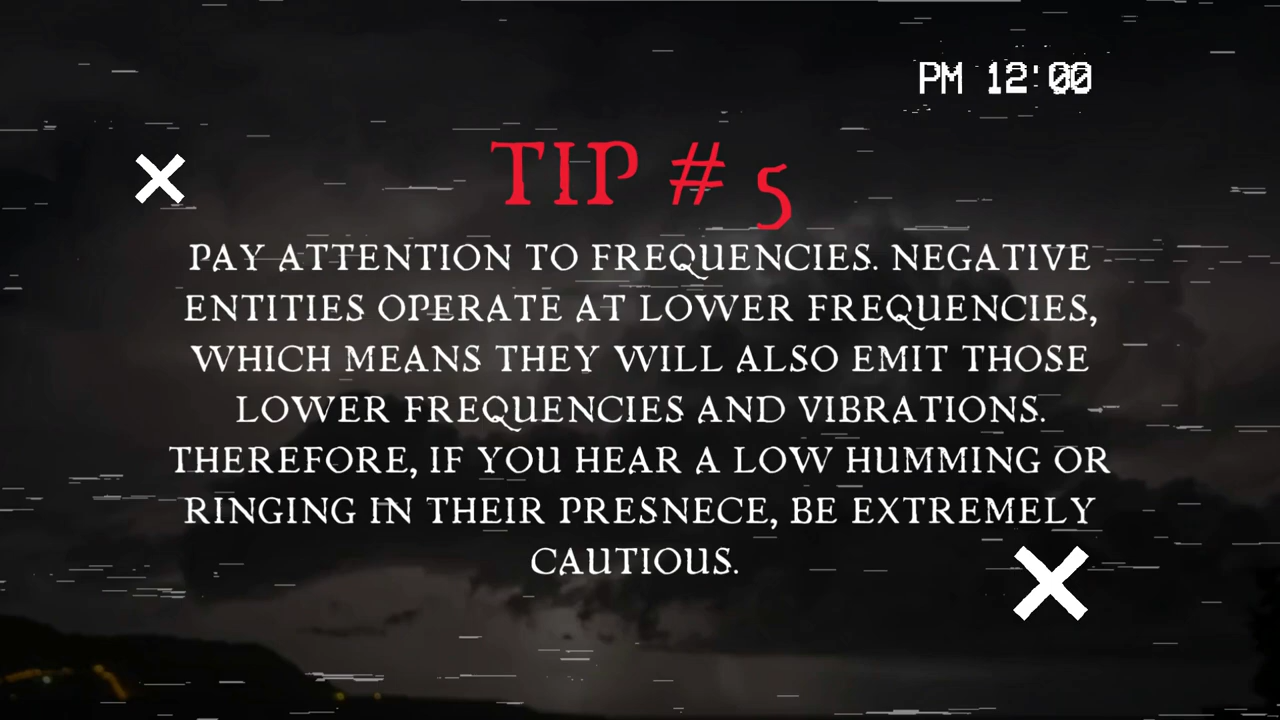 PM 12:00
TIP # 5
PAY ATTENTION TO FREQUENCIES. NEGATIVE
ENTITIES OPERATE AT LOWER FREQUENCIES,
WHICH MEANS THEY WILL ALSO EMIT THOSE
LOWER FREQUENCIES AND VIBRATIONS.
THEREFORE, IF YOU HEAR A LOW HUMMING OR
RINGING IN THEIR PRESNECE, BE EXTREMELY
CAUTIOUS.